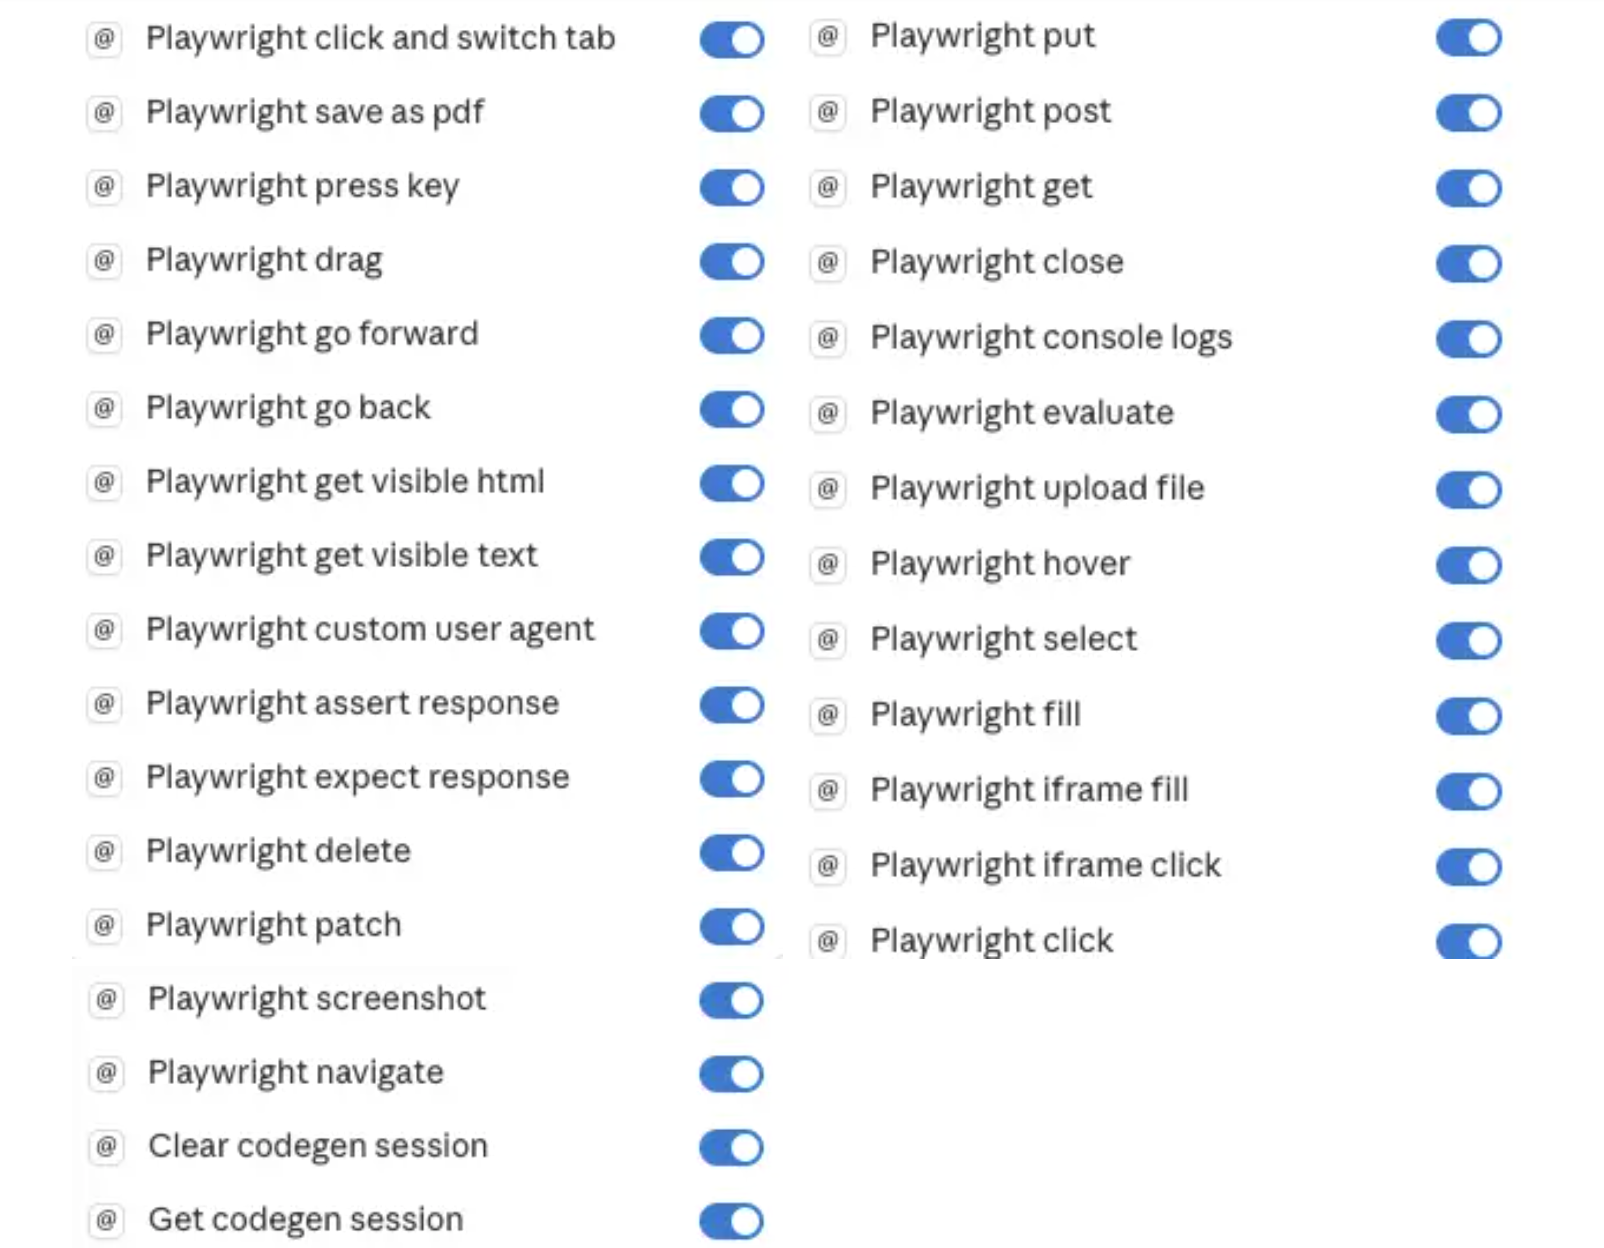 @ Playwright click and switch tab
@ Playwright save as pdf
@ Playwright press key
@ Playwright drag
@ Playwright go forward
@ Playwright go back
@ Playwright get visible html
@ Playwright get visible text
@ Playwright custom user agent
@ Playwright assert response
@ Playwright expect response
@ Playwright delete
@ Playwright patch
@ Playwright screenshot
@ Playwright navigate
@ Clear codegen session
@ Get codegen session
@ Playwright put
@ Playwright post
@ Playwright get
@ Playwright close
@ Playwright console logs
@ Playwright evaluate
@ Playwright upload file
@ Playwright hover
@ Playwright select
@ Playwright fill
@ Playwright iframe fill
@ Playwright iframe click
@ Playwright click